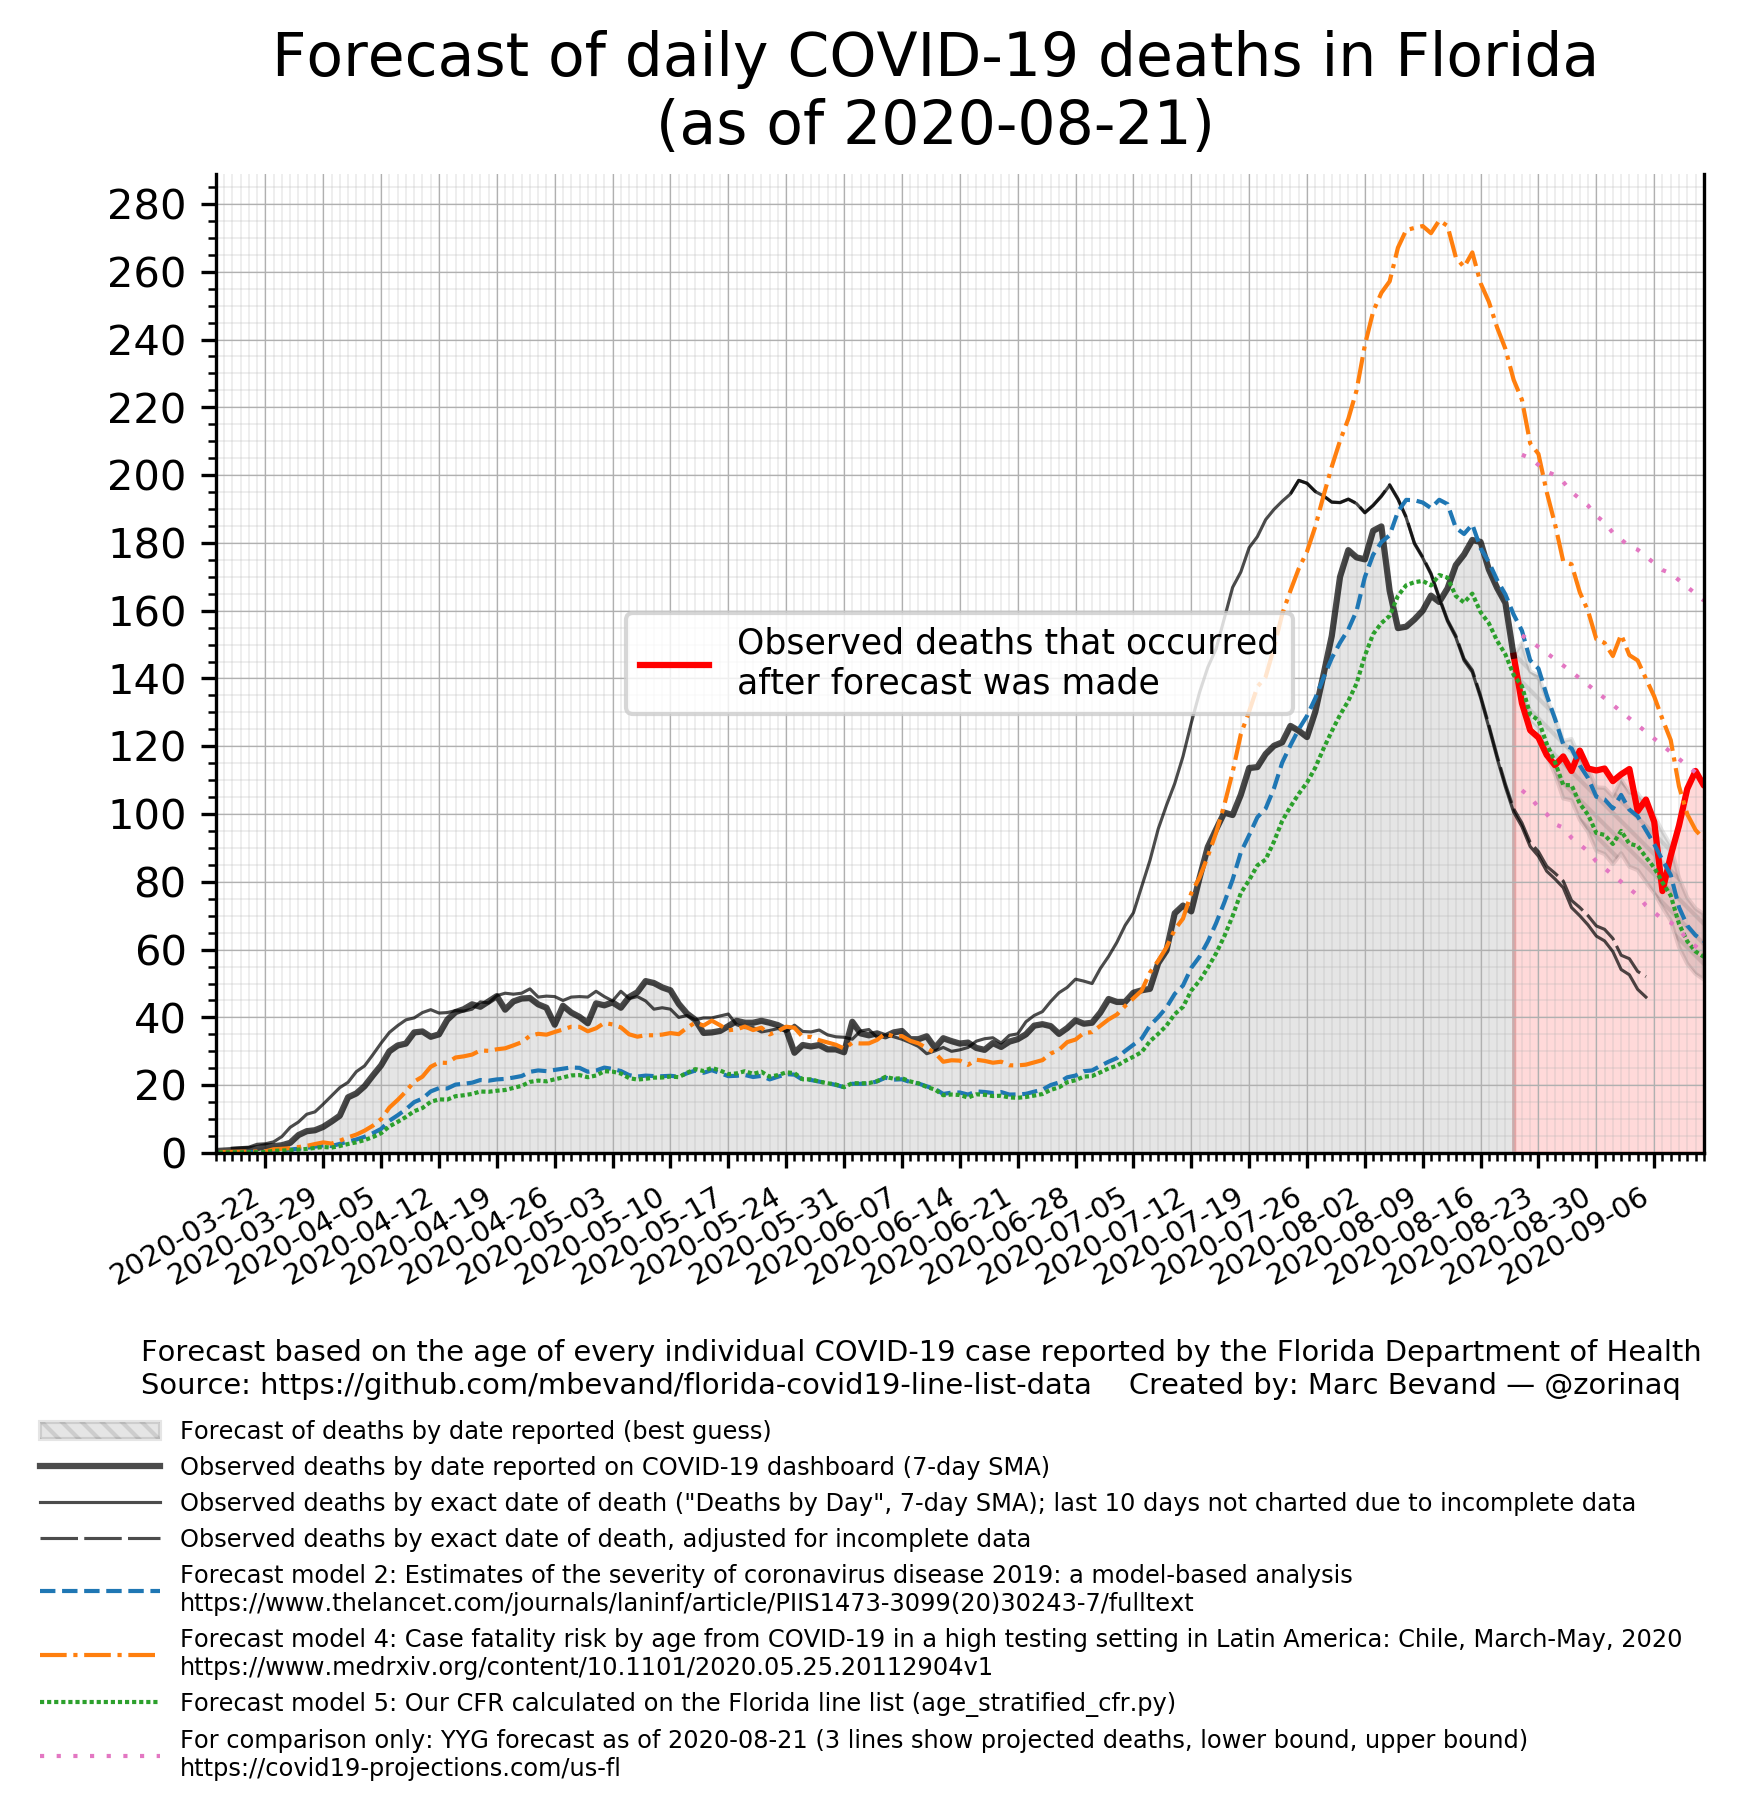 Forecast of daily COVID-19 deaths in Florida
(as of 2020-08-21)
280
260
240
220
200
180
160
140
120
100
80
60
40
20
0
Observed deaths that occurred
after forecast was made
2020-03-22
2020-03-29
2020-04-05
2020-04-12
2020-04-19
2020-04-26
2020-05-03
2020-05-10
2020-05-17
2020-05-24
2020-05-31
2020-06-07
2020-06-14
2020-06-21
2020-06-28
2020-07-05
2020-07-12
2020-07-19
2020-07-26
2020-08-02
2020-08-09
2020-08-16
2020-08-23
2020-08-30
2020-09-06
Forecast based on the age of every individual COVID-19 case reported by the Florida Department of Health
Source: https://github.com/mbevand/florida-covid19-line-list-data    Created by: Marc Bevand — @zorinaq
Forecast of deaths by date reported (best guess)
Observed deaths by date reported on COVID-19 dashboard (7-day SMA)
Observed deaths by exact date of death ("Deaths by Day", 7-day SMA); last 10 days not charted due to incomplete data
Observed deaths by exact date of death, adjusted for incomplete data
Forecast model 2: Estimates of the severity of coronavirus disease 2019: a model-based analysis
https://www.thelancet.com/journals/laninf/article/PIIS1473-3099(20)30243-7/fulltext
Forecast model 4: Case fatality risk by age from COVID-19 in a high testing setting in Latin America: Chile, March-May, 2020
https://www.medrxiv.org/content/10.1101/2020.05.25.20112904v1
Forecast model 5: Our CFR calculated on the Florida line list (age_stratified_cfr.py)
For comparison only: YYG forecast as of 2020-08-21 (3 lines show projected deaths, lower bound, upper bound)
https://covid19-projections.com/us-fl